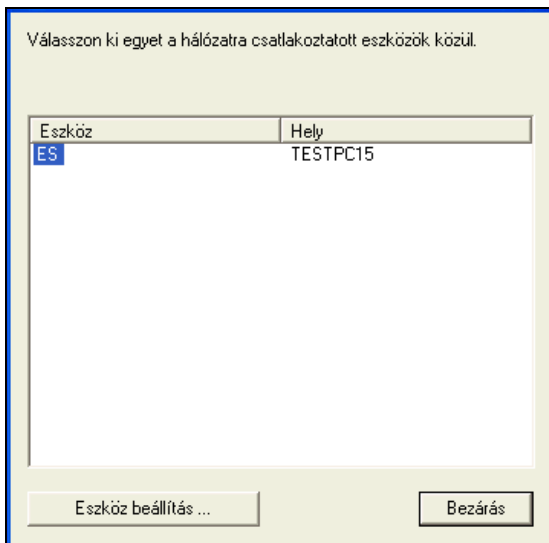 Válasszon ki egyet a hálózatra csatlakoztatott eszközök közül.
Eszköz Hely
ES TESTPC15
Eszköz beállítás ... Bezárás